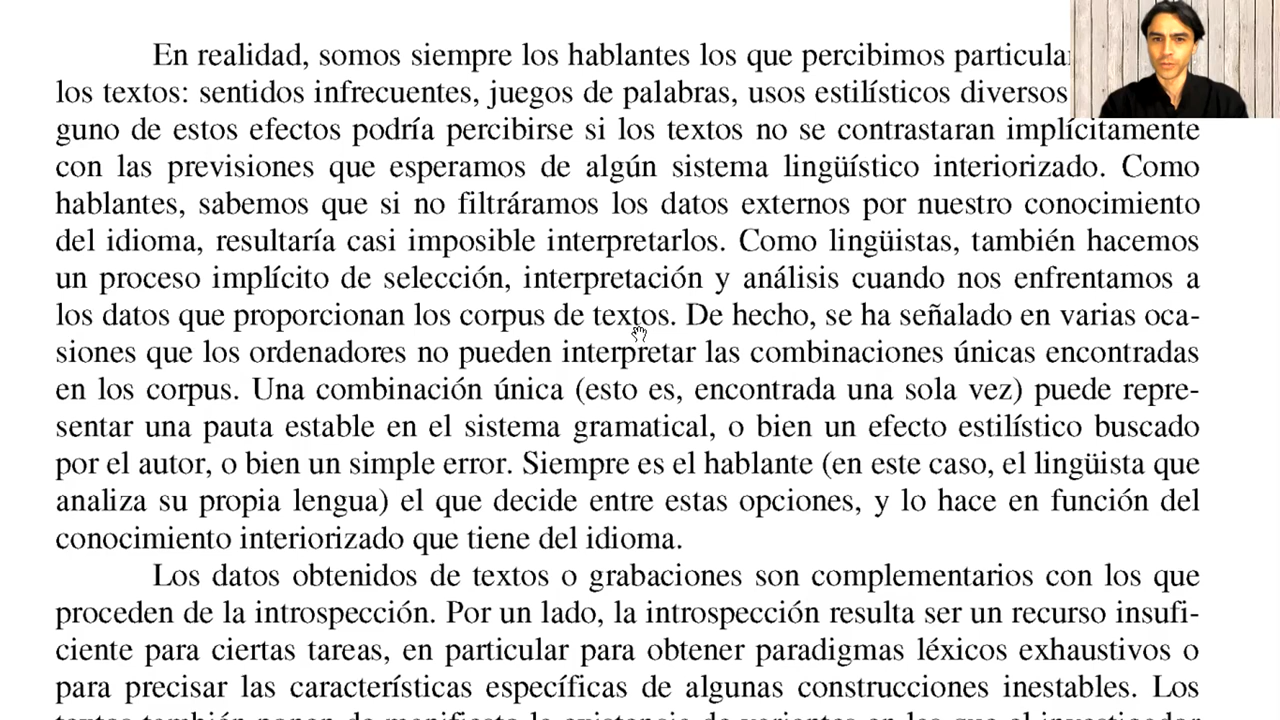 En realidad, somos siempre los hablantes los que percibimos
los textos: sentidos infrecuentes, juegos de palabras, usos estilísticos diversos
guno de estos efectos podría percibirse si los textos no se contrastaran implícitamente
con las previsiones que esperamos de algún sistema lingüístico interiorizado. Como
hablantes, sabemos que si no filtráramos los datos externos por nuestro conocimiento
del idioma, resultaría casi imposible interpretarlos. Como lingüistas, también hacemos
un proceso implícito de selección, interpretación y análisis cuando nos enfrentamos a
los datos que proporcionan los corpus de textos. De hecho, se ha señalado en varias oca-
siones que los ordenadores no pueden interpretar las combinaciones únicas encontradas
en los corpus. Una combinación única (esto es, encontrada una sola vez) puede repre-
sentar una pauta estable en el sistema gramatical, o bien un efecto estilístico buscado
por el autor, o bien un simple error. Siempre es el hablante (en este caso, el lingüista que
analiza su propia lengua) el que decide entre estas opciones, y lo hace en función del
conocimiento interiorizado que tiene del idioma.
Los datos obtenidos de textos o grabaciones son complementarios con los que
proceden de la introspección. Por un lado, la introspección resulta ser un recurso insufi-
ciente para ciertas tareas, en particular para obtener paradigmas léxicos exhaustivos o
para precisar las características específicas de algunas construcciones inestables. Los